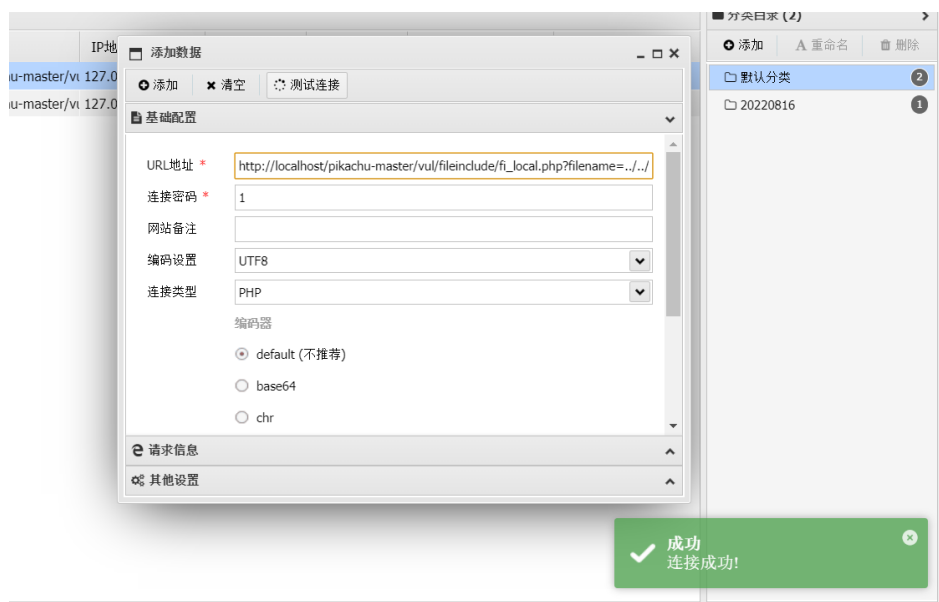 分类目录 (2)
IP地
添加数据
添加 重命名 删除
添加 清空 测试连接
u-master/vu 127.0
默认分类 2
u-master/vu 127.0
20220816 1
基础配置
URL地址 * http://localhost/pikachu-master/vul/fileinclude/fi_local.php?filename=../../
连接密码 * 1
网站备注
编码设置 UTF8
连接类型 PHP
编码器
default (不推荐)
base64
chr
请求信息
其他设置
成功
连接成功!